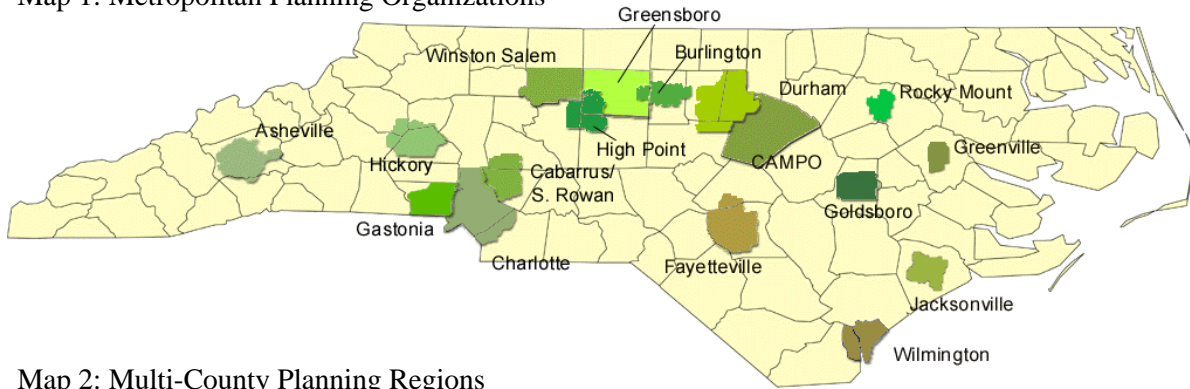 Map 1: Metropolitan Planning Organizations
Greensboro
Winston Salem
Burlington
Durham
Rocky Mount
Asheville
High Point
Greenville
Hickory
CAMPO
Cabarrus/
S. Rowan
Goldsboro
Gastonia
Charlotte
Fayetteville
Jacksonville
Wilmington
Map 2: Multi-County Planning Regions